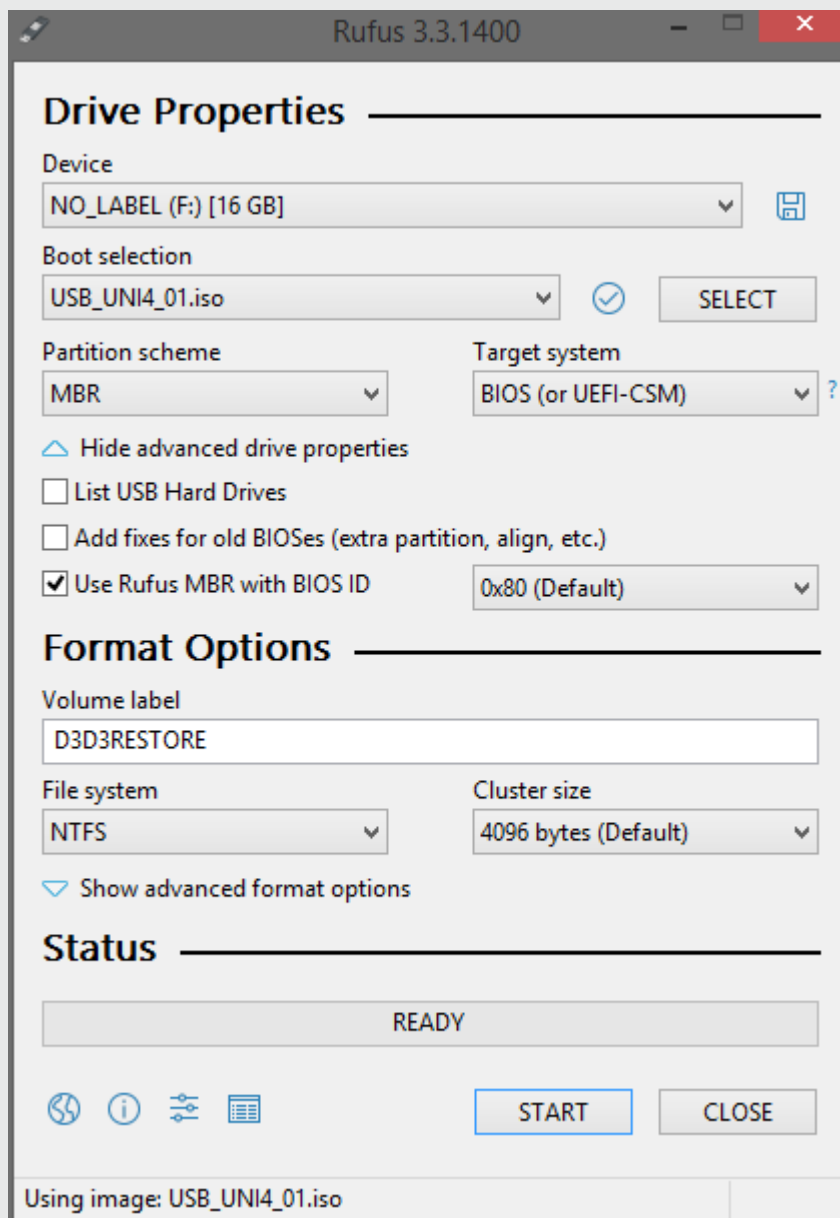 Rufus 3.3.1400
Drive Properties
Device
NO_LABEL (F:) [16 GB]
Boot selection
USB_UNI4_01.iso
SELECT
Partition scheme Target system
MBR BIOS (or UEFI-CSM) ?
Hide advanced drive properties
List USB Hard Drives
Add fixes for old BIOSes (extra partition, align, etc.)
Use Rufus MBR with BIOS ID 0x80 (Default)
Format Options
Volume label
D3D3RESTORE
File system Cluster size
NTFS 4096 bytes (Default)
Show advanced format options
Status
READY
START CLOSE
Using image: USB_UNI4_01.iso